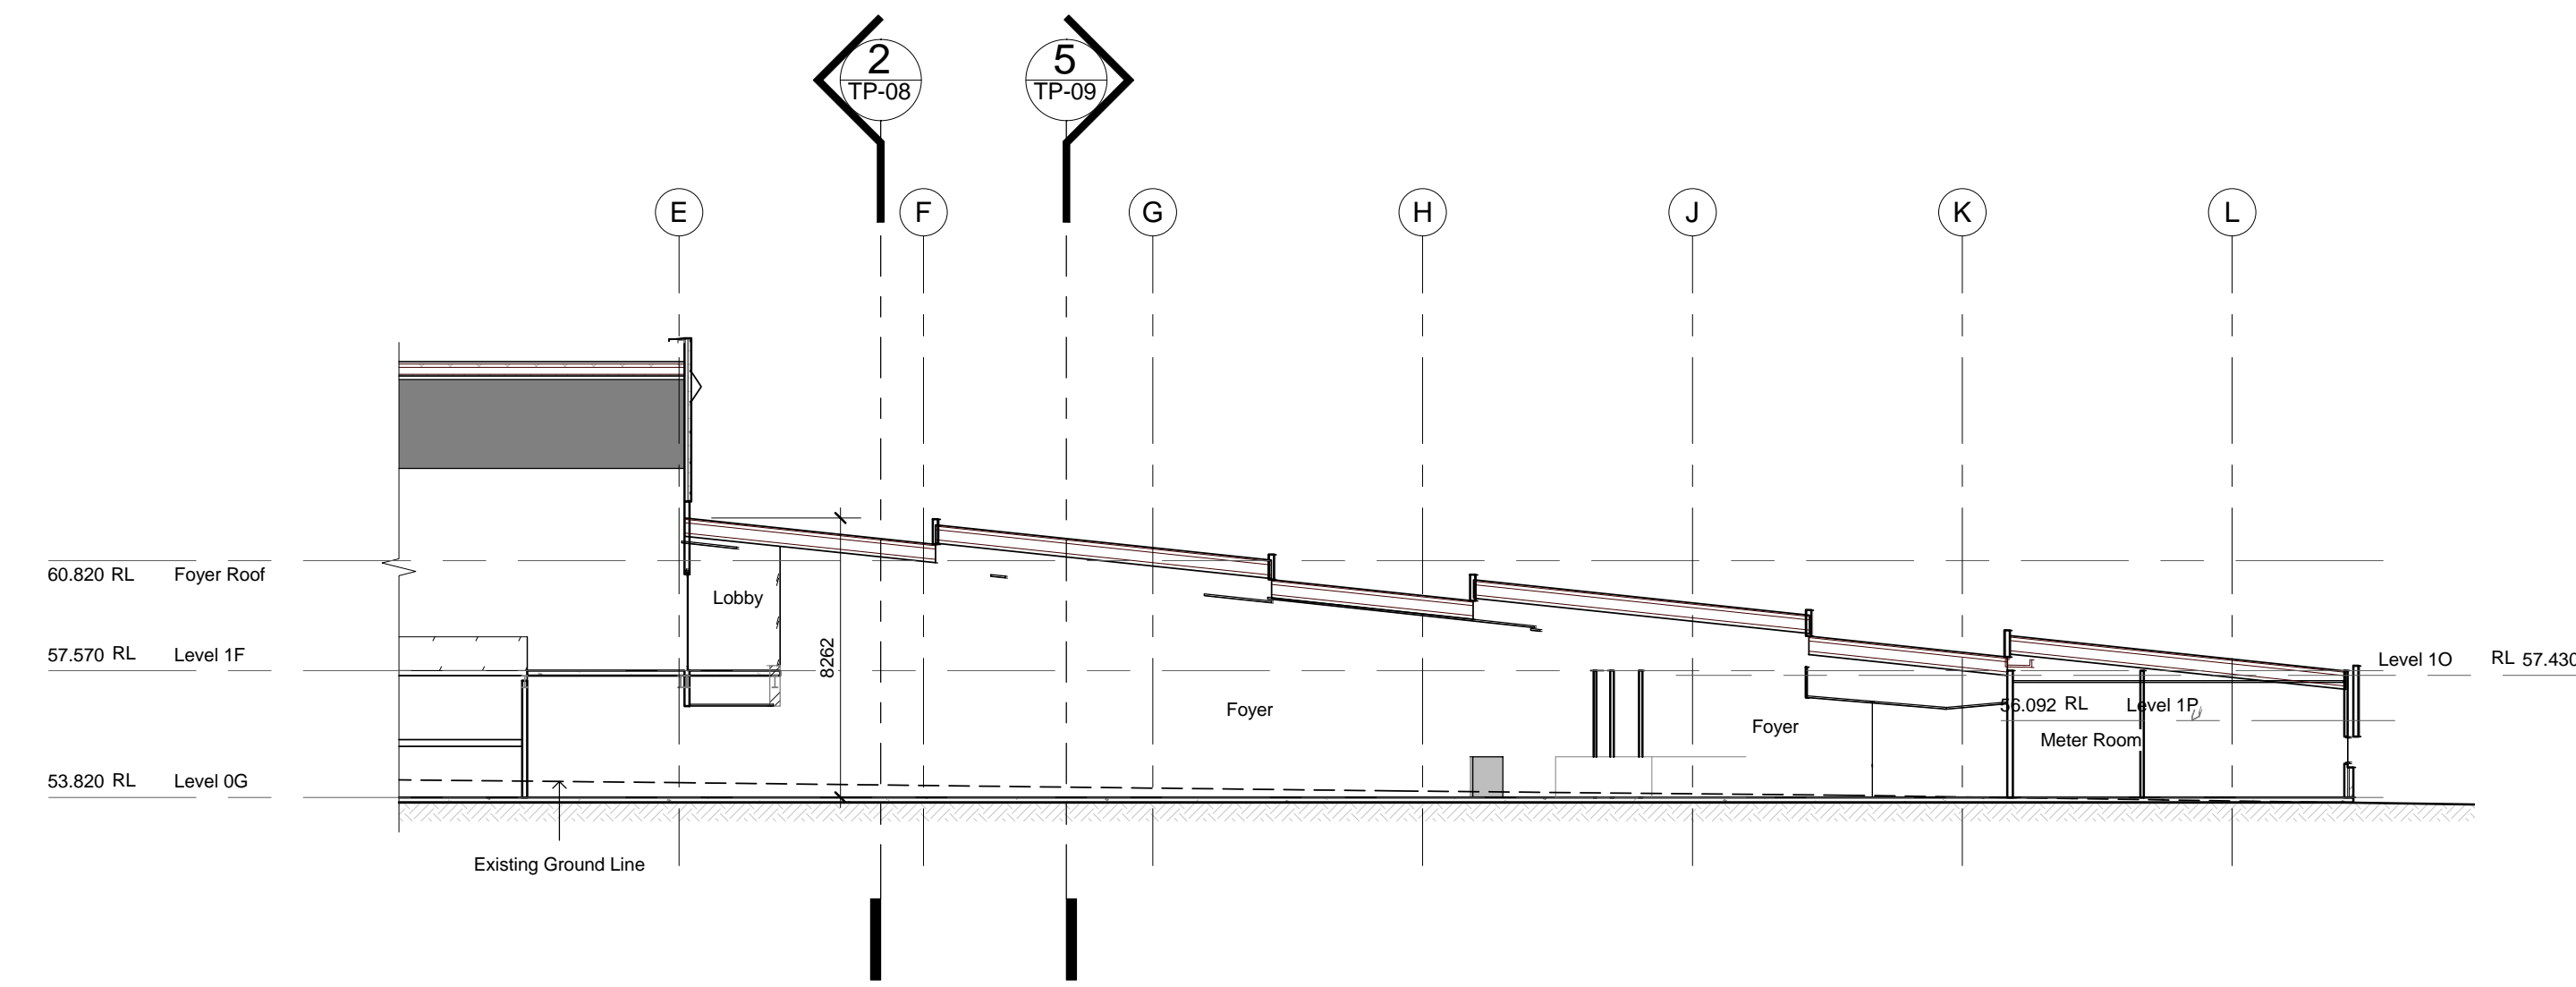 2
TP-08
5
TP-09
E
F
G
H
J
K
L
60.820 RL Foyer Roof
Lobby
57.570 RL Level 1F
8262
Level 1O RL 57.430
Foyer
Foyer
56.092 RL Level 1P
Meter Room
53.820 RL Level 0G
Existing Ground Line